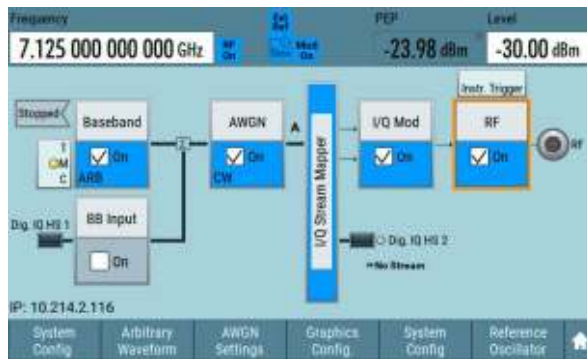 Frequency PEP Level
7.125 000 000 000 GHz RF On Ext Ref Mod On -23.98 dBm -30.00 dBm
Instr. Trigger
Stopped Baseband AWGN A I/Q Mod RF
T On On On On RF
M
C ARB CW
I/Q Stream Mapper
Dig. IQ HS 1 BB Input
On
Dig. IQ HS 2
No Stream
IP: 10.214.2.116
System Config Arbitrary Waveform AWGN Settings Graphics Config System Config Reference Oscillator